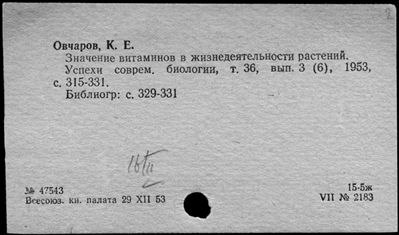 Овчаров, К. Е.
Значение витаминов в жизнедеятельности растений.
Успехи соврем. биологии, т. 36, вып. 3 (6), 1953,
с. 315-331.
Библиогр: с. 329-331
№ 47543
Всесоюз. кн. палата 29 XII 53
15-5ж
VII № 2183